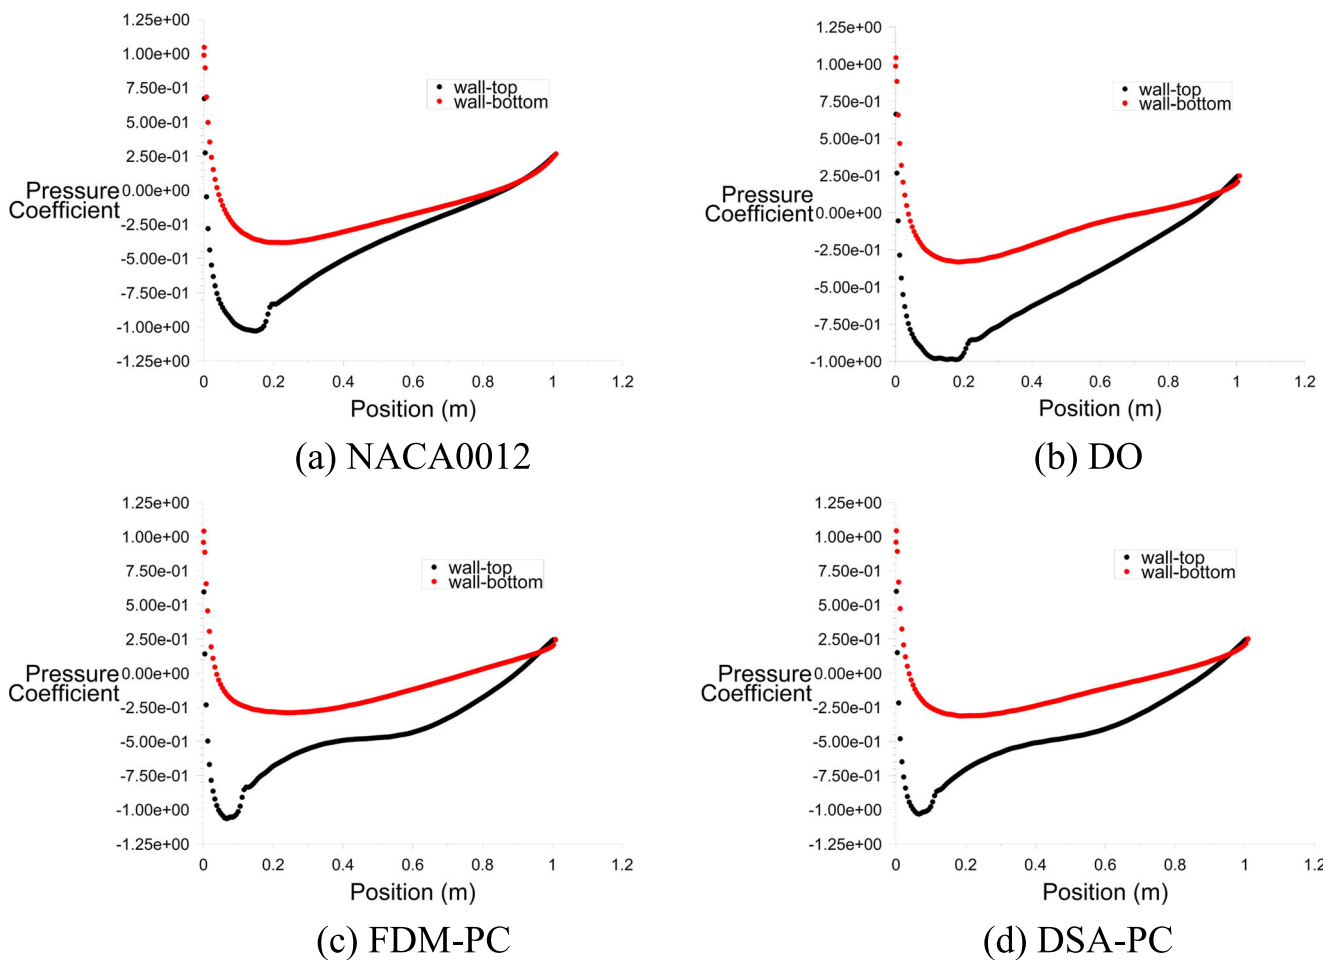 1.25e+00
1.00e+00
7.50e-01
5.00e-01
2.50e-01
0.00e+00
-2.50e-01
-5.00e-01
-7.50e-01
-1.00e+00
-1.25e+00
Pressure
Coefficient
wall-top
wall-bottom
0 0.2 0.4 0.6 0.8 1 1.2
Position (m)
(a) NACA0012
1.25e+00
1.00e+00
7.50e-01
5.00e-01
2.50e-01
0.00e+00
-2.50e-01
-5.00e-01
-7.50e-01
-1.00e+00
Pressure
Coefficient
wall-top
wall-bottom
0 0.2 0.4 0.6 0.8 1 1.2
Position (m)
(b) DO
1.25e+00
1.00e+00
7.50e-01
5.00e-01
2.50e-01
0.00e+00
-2.50e-01
-5.00e-01
-7.50e-01
-1.00e+00
-1.25e+00
Pressure
Coefficient
wall-top
wall-bottom
0 0.2 0.4 0.6 0.8 1 1.2
Position (m)
(c) FDM-PC
1.25e+00
1.00e+00
7.50e-01
5.00e-01
2.50e-01
0.00e+00
-2.50e-01
-5.00e-01
-7.50e-01
-1.00e+00
-1.25e+00
Pressure
Coefficient
wall-top
wall-bottom
0 0.2 0.4 0.6 0.8 1 1.2
Position (m)
(d) DSA-PC